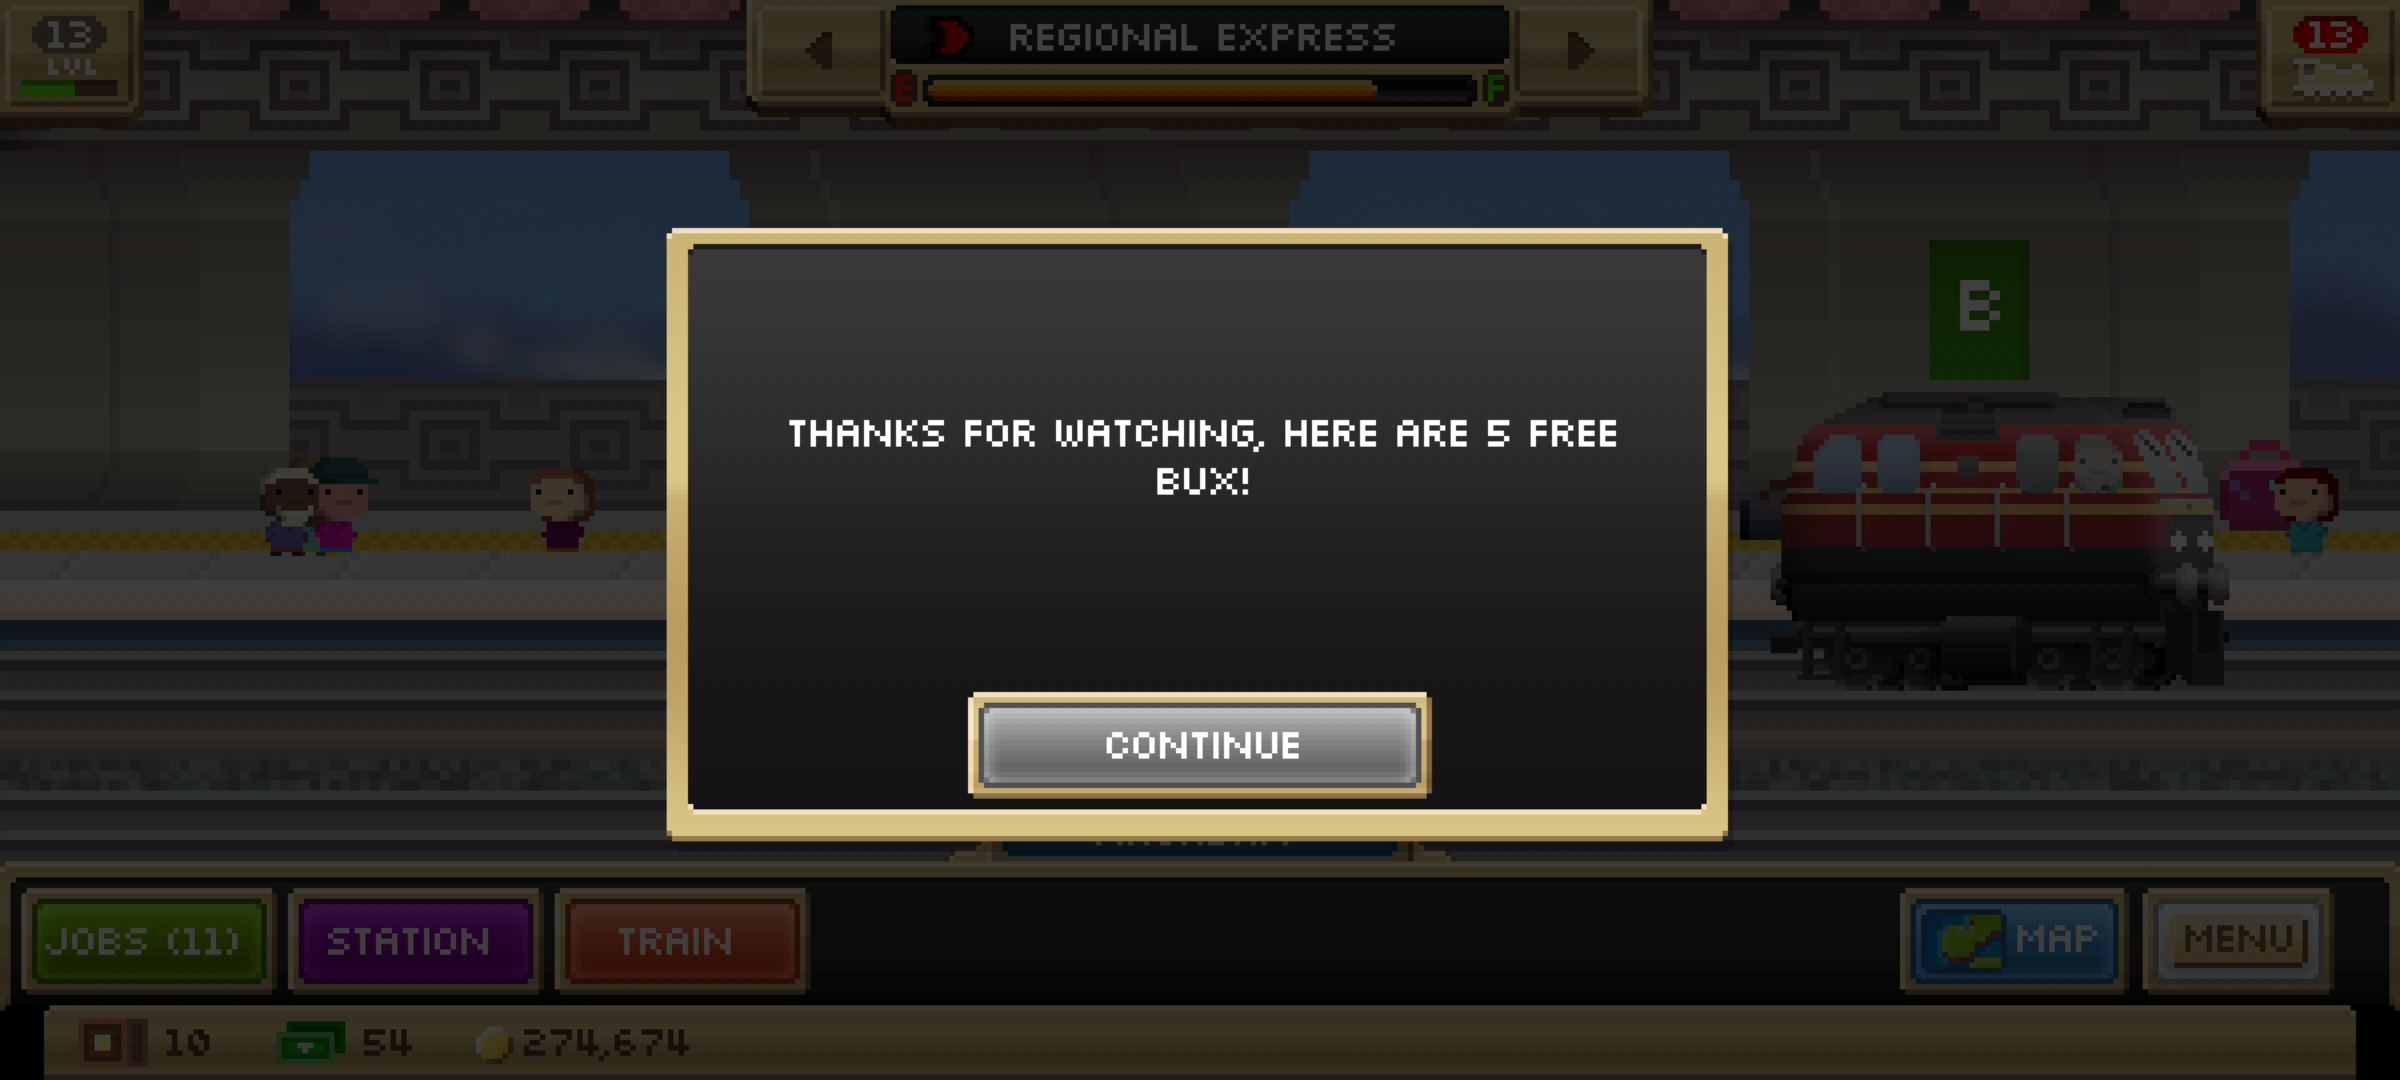 13
LVL
REGIONAL EXPRESS
E
F
13
B
THANKS FOR WATCHING, HERE ARE 5 FREE
BUX!
CONTINUE
JOBS (11)
STATION
TRAIN
MAP
MENU
10
54
274,674